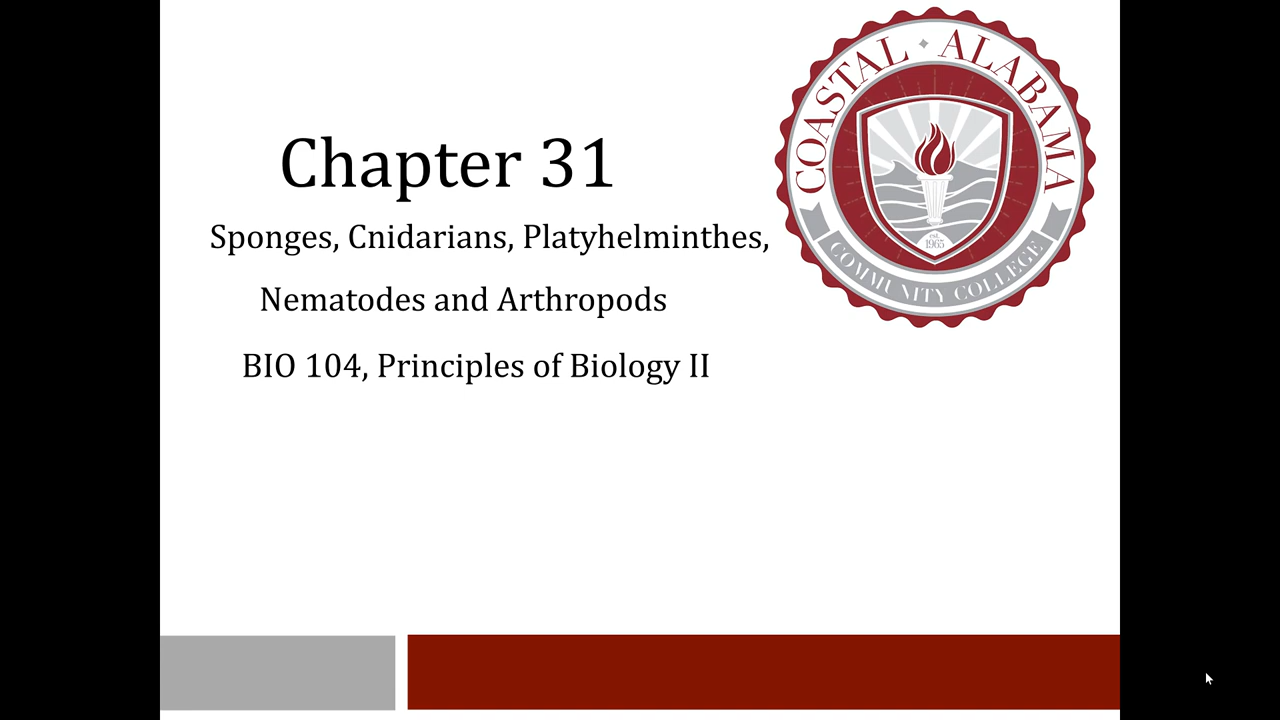 Chapter 31
Sponges, Cnidarians, Platyhelminthes,
Nematodes and Arthropods
BIO 104, Principles of Biology II
COASTAL ALABAMA
est.
1965
COMMUNITY COLLEGE